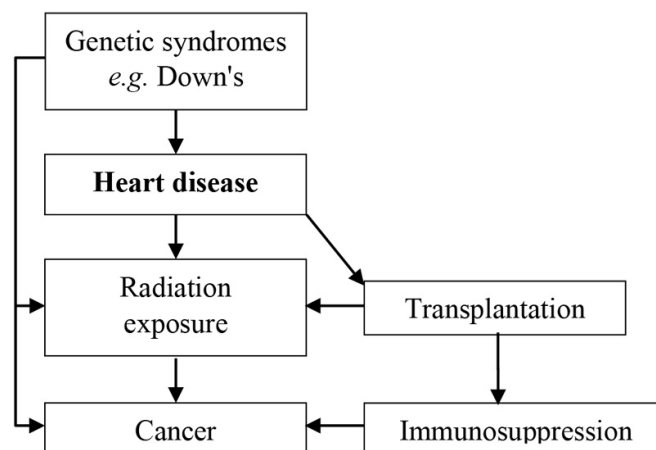 Genetic syndromes
e.g. Down's
Heart disease
Radiation
exposure
Transplantation
Cancer
Immunosuppression